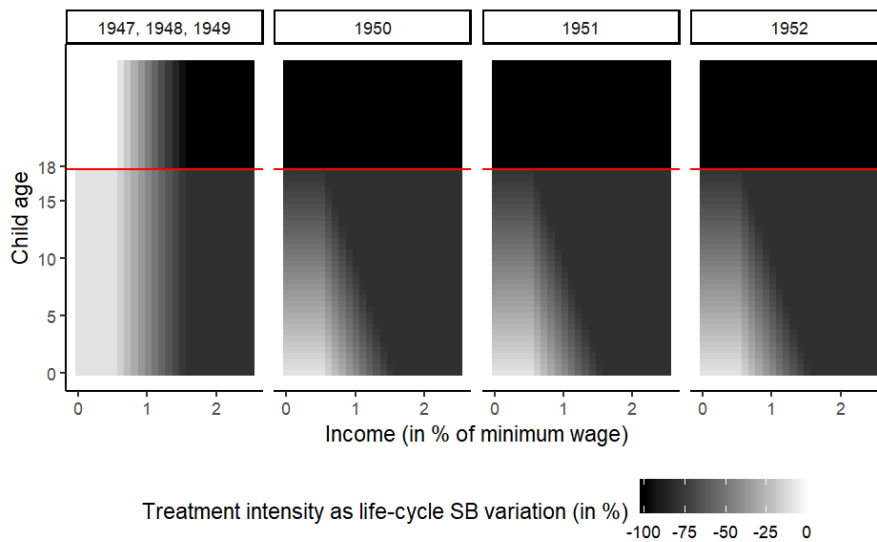 1947, 1948, 1949
1950
1951
1952
Child age
18
15
10
5
0
0 1 2
0 1 2
0 1 2
0 1 2
Income (in % of minimum wage)
Treatment intensity as life-cycle SB variation (in %)
-100 -75 -50 -25 0